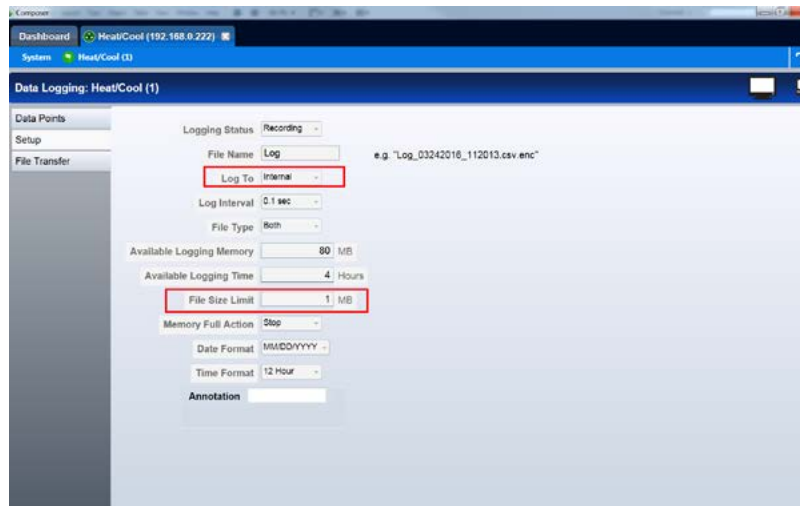 Composer
Dashboard Heat/Cool (192.168.0.222)
System Heat/Cool (1)
Data Logging: Heat/Cool (1)
Data Points
Setup
File Transfer
Logging Status Recording
File Name Log e.g. "Log_03242016_112013.csv.enc"
Log To Internal
Log Interval 0.1 sec
File Type Both
Available Logging Memory 80 MB
Available Logging Time 4 Hours
File Size Limit 1 MB
Memory Full Action Stop
Date Format MM/DD/YYYY
Time Format 12 Hour
Annotation